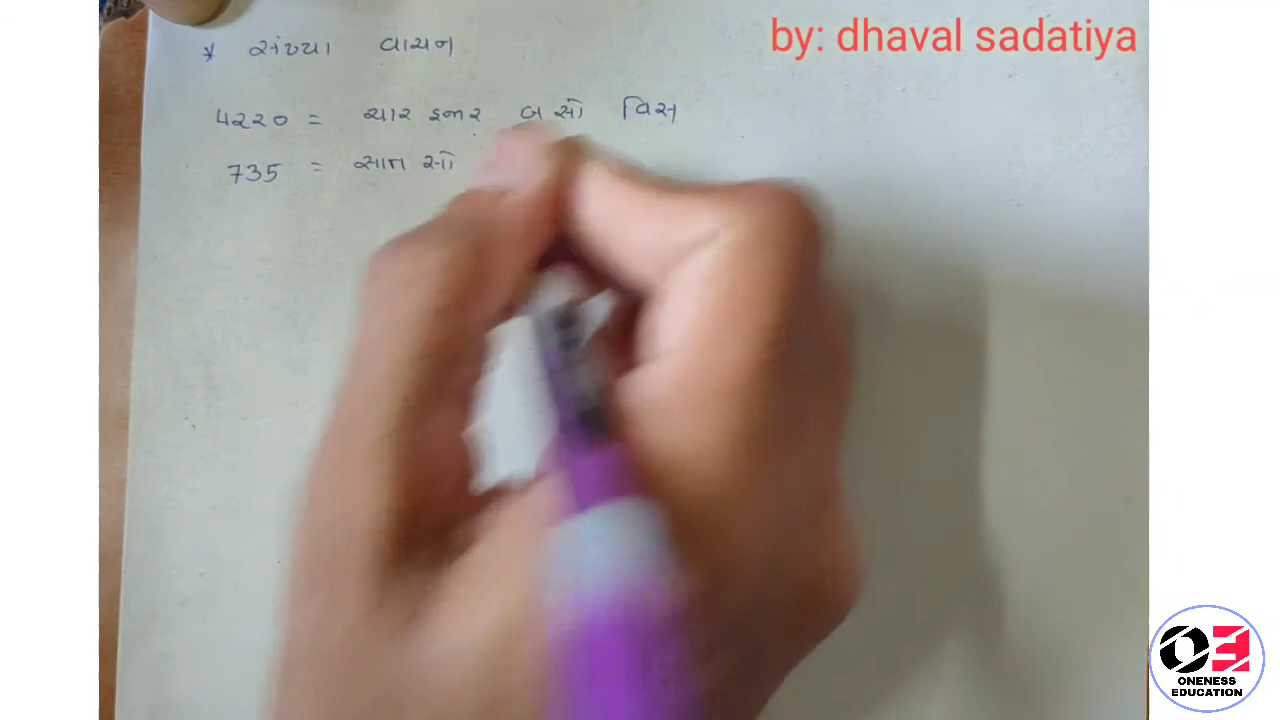 by: dhaval sadatiya
* સંખ્યા વાચન
4220 = ચાર હજાર બસો વિસ
735 = સાત સો
ONENESS
EDUCATION